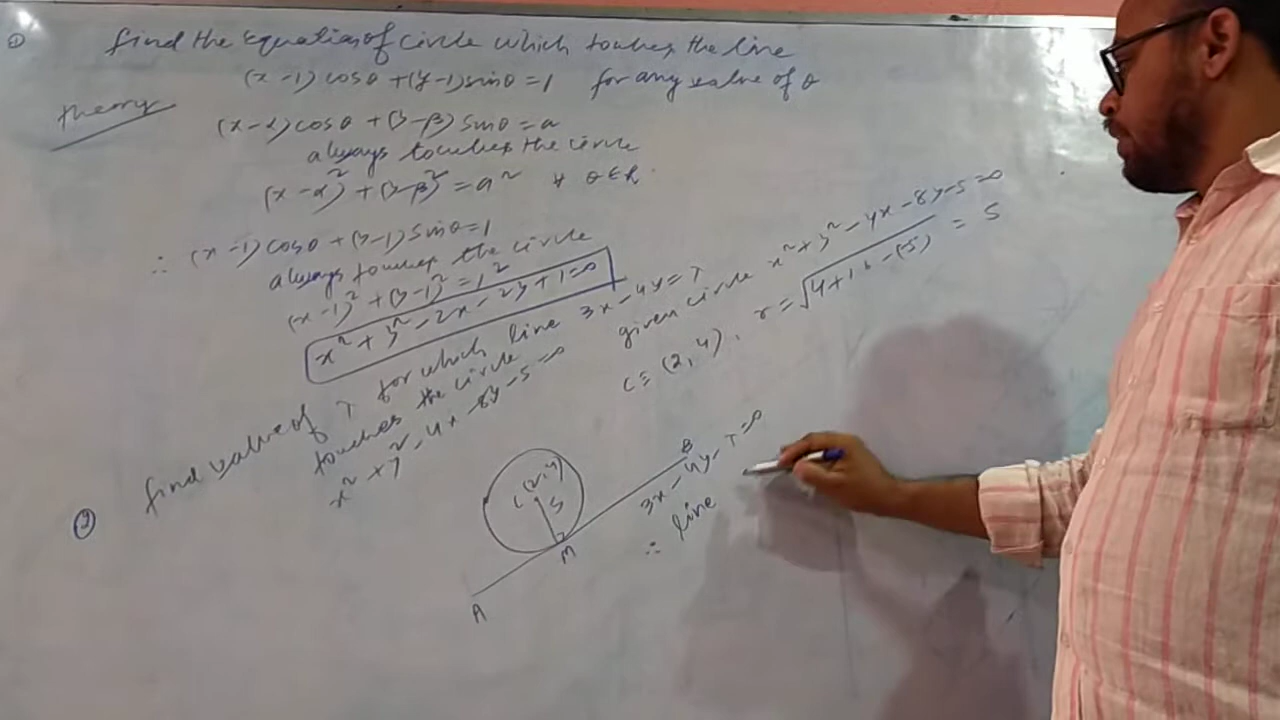 ① find the Equation of circle which touches the line
(x-1)cosθ + (y-1)sinθ = 1 for any value of θ
theory
(x-α)cosθ + (y-β) sinθ = a
always touches the circle
(x-α)² + (y-β)² = a² ∀ θ∈R
∴ (x-1)cosθ + (y-1)sinθ = 1
always touches the circle
(x-1)² + (y-1)² = 1²
x² + y² - 2x - 2y + 1 = 0
② find value of λ for which line 3x - 4y = λ
touches the circle
x² + y² - 4x - 8y - 5 = 0
given circle x² + y² - 4x - 8y - 5 = 0
C ≡ (2, 4), r = √4+16-(-5) = 5
C(2,4)
5
M
A
B
3x - 4y - λ = 0
∴ line